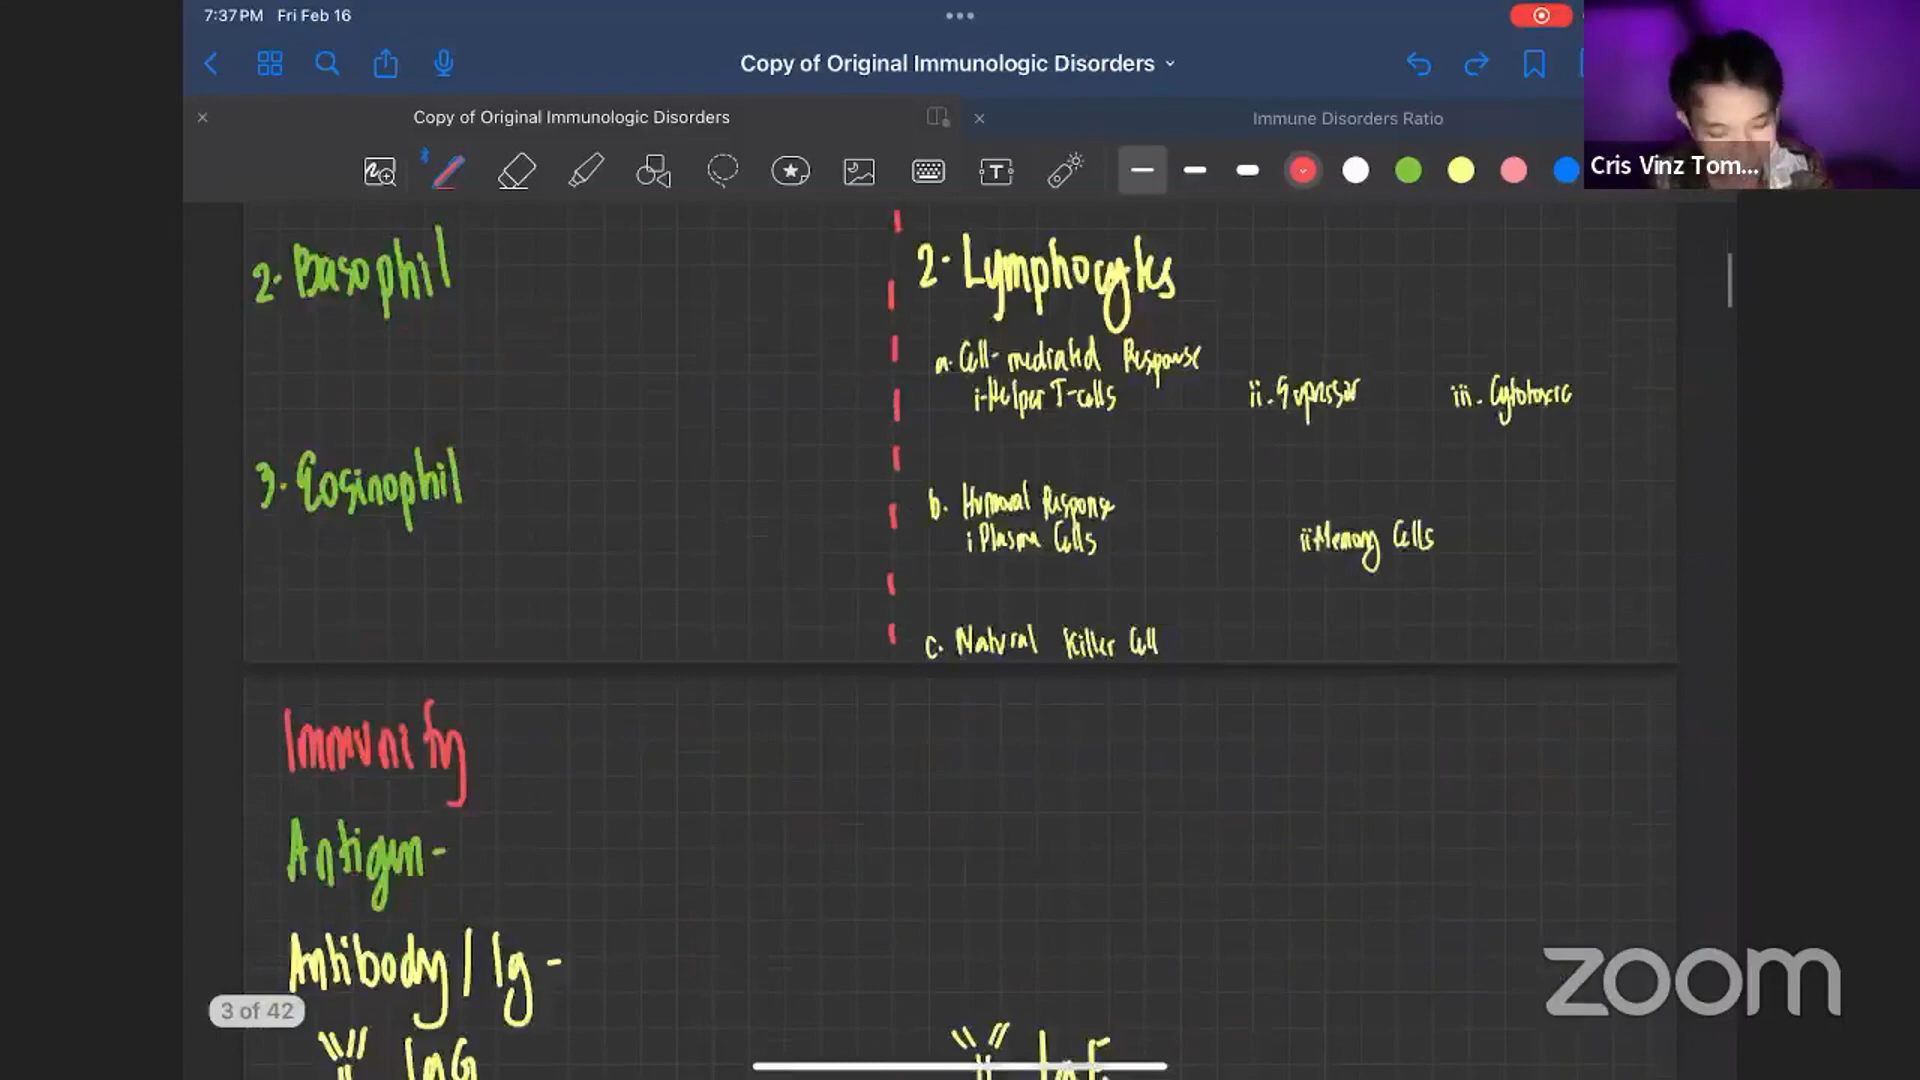 7:37 PM Fri Feb 16
Copy of Original Immunologic Disorders
Copy of Original Immunologic Disorders
Immune Disorders Ratio
Cris Vinz Tom...
2. Basophil
3. Eosinophil
2. Lymphocytes
a. Cell-mediated Response
i. Helper T-cells ii. Supressor iii. Cytotoxic
b. Humoral Response
i Plasma Cells ii Memory Cells
c. Natural Killer Cell
Immunity
Antigen -
Antibody / Ig -
IgG IgE
3 of 42
zoom